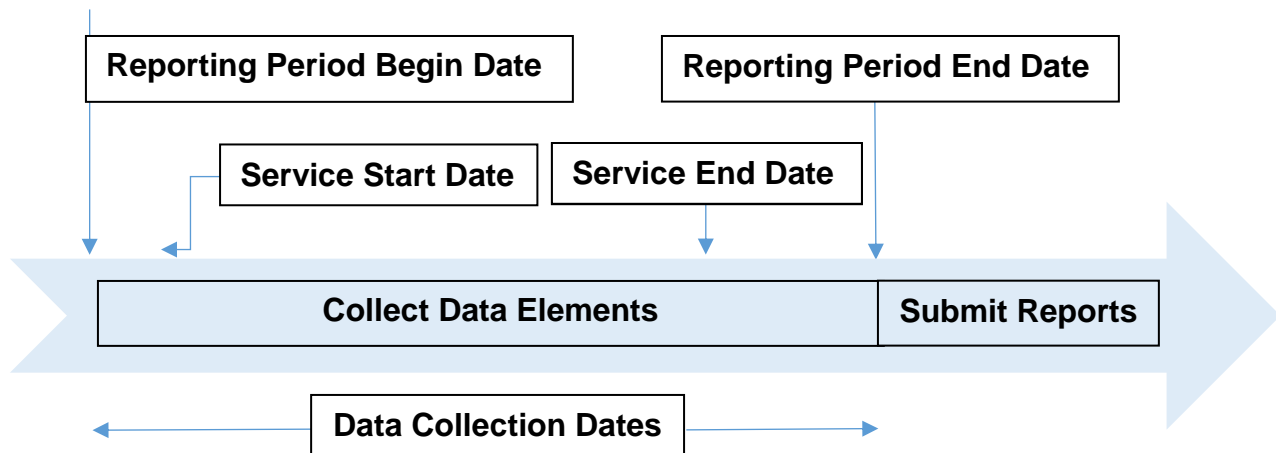 Reporting Period Begin Date
Reporting Period End Date
Service Start Date
Service End Date
Collect Data Elements
Submit Reports
Data Collection Dates